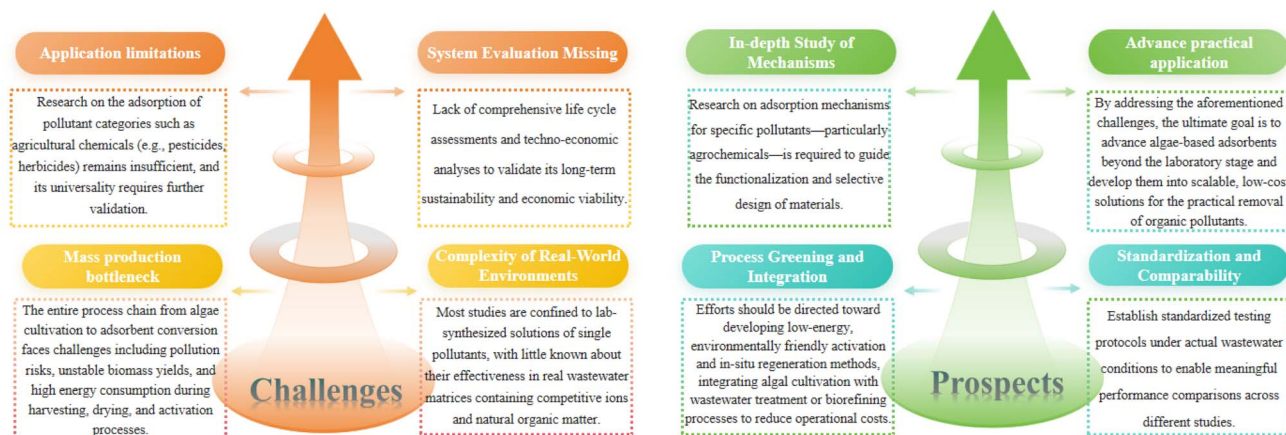 Application limitations
Research on the adsorption of
pollutant categories such as
agricultural chemicals (e.g., pesticides,
herbicides) remains insufficient, and
its universality requires further
validation.
System Evaluation Missing
Lack of comprehensive life cycle
assessments and techno-economic
analyses to validate its long-term
sustainability and economic viability.
Mass production
bottleneck
The entire process chain from algae
cultivation to adsorbent conversion
faces challenges including pollution
risks, unstable biomass yields, and
high energy consumption during
harvesting, drying, and activation
processes.
Complexity of Real-World
Environments
Most studies are confined to lab-
synthesized solutions of single
pollutants, with little known about
their effectiveness in real wastewater
matrices containing competitive ions
and natural organic matter.
Challenges
In-depth Study of
Mechanisms
Research on adsorption mechanisms
for specific pollutants—particularly
agrochemicals—is required to guide
the functionalization and selective
design of materials.
Advance practical
application
By addressing the aforementioned
challenges, the ultimate goal is to
advance algae-based adsorbents
beyond the laboratory stage and
develop them into scalable, low-cost
solutions for the practical removal
of organic pollutants.
Process Greening and
Integration
Efforts should be directed toward
developing low-energy,
environmentally friendly activation
and in-situ regeneration methods,
integrating algal cultivation with
wastewater treatment or biorefining
processes to reduce operational costs.
Standardization and
Comparability
Establish standardized testing
protocols under actual wastewater
conditions to enable meaningful
performance comparisons across
different studies.
Prospects